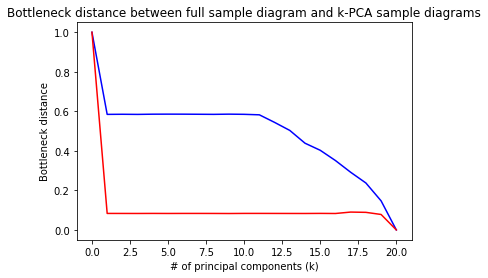 Bottleneck distance between full sample diagram and k-PCA sample diagrams
1.0
0.8
0.6
0.4
0.2
0.0
Bottleneck distance
0.0 2.5 5.0 7.5 10.0 12.5 15.0 17.5 20.0
# of principal components (k)